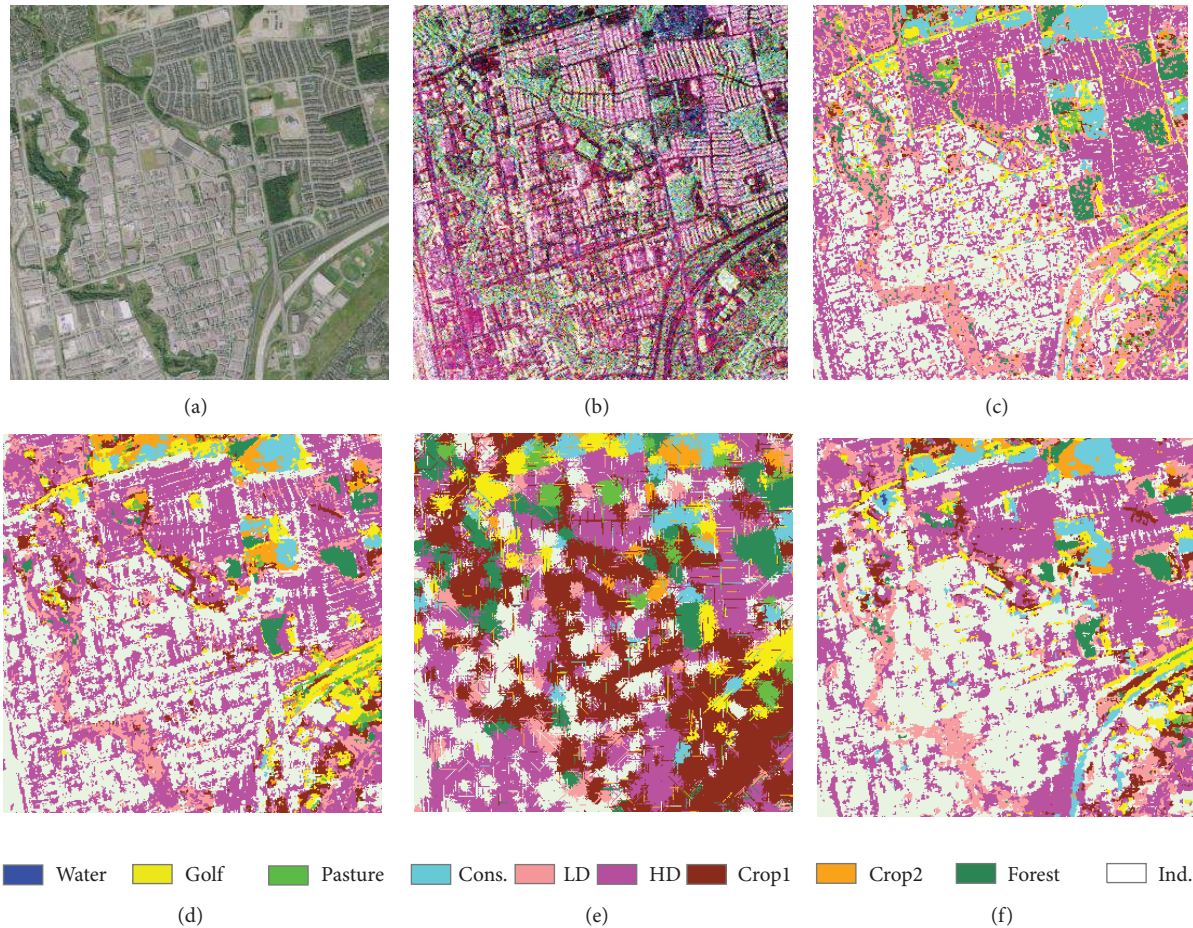 (a) (b) (c)
Water Golf Pasture Cons. LD HD Crop1 Crop2 Forest Ind.
(d) (e) (f)